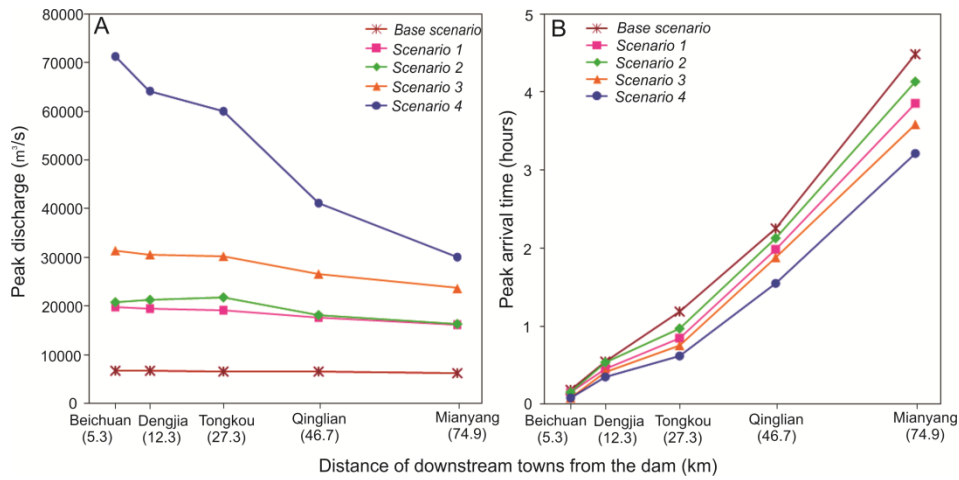 A
80000
70000
60000
50000
40000
30000
20000
10000
0
Peak discharge (m³/s)
Base scenario
Scenario 1
Scenario 2
Scenario 3
Scenario 4
Beichuan Dengjia Tongkou Qinglian Mianyang
(5.3) (12.3) (27.3) (46.7) (74.9)
B
5
4
3
2
1
0
Peak arrival time (hours)
Base scenario
Scenario 1
Scenario 2
Scenario 3
Scenario 4
Beichuan Dengjia Tongkou Qinglian Mianyang
(5.3) (12.3) (27.3) (46.7) (74.9)
Distance of downstream towns from the dam (km)